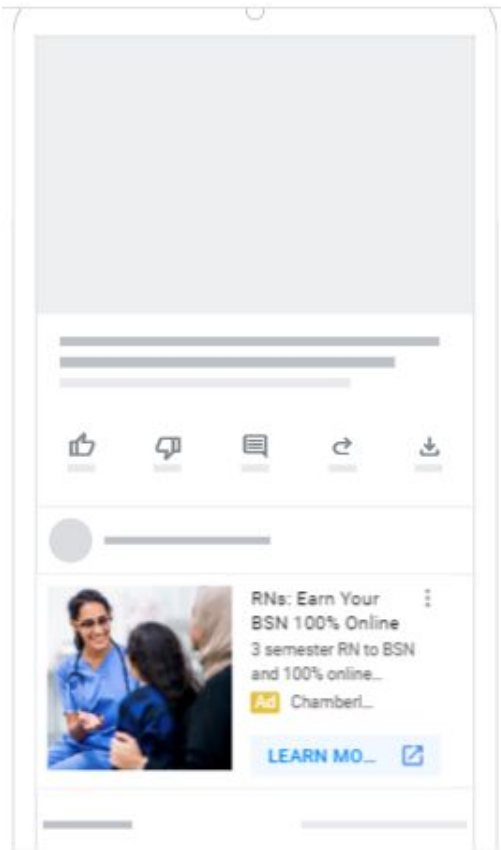 RNs: Earn Your
BSN 100% Online
3 semester RN to BSN
and 100% online...
Ad Chamberl...
LEARN MO...